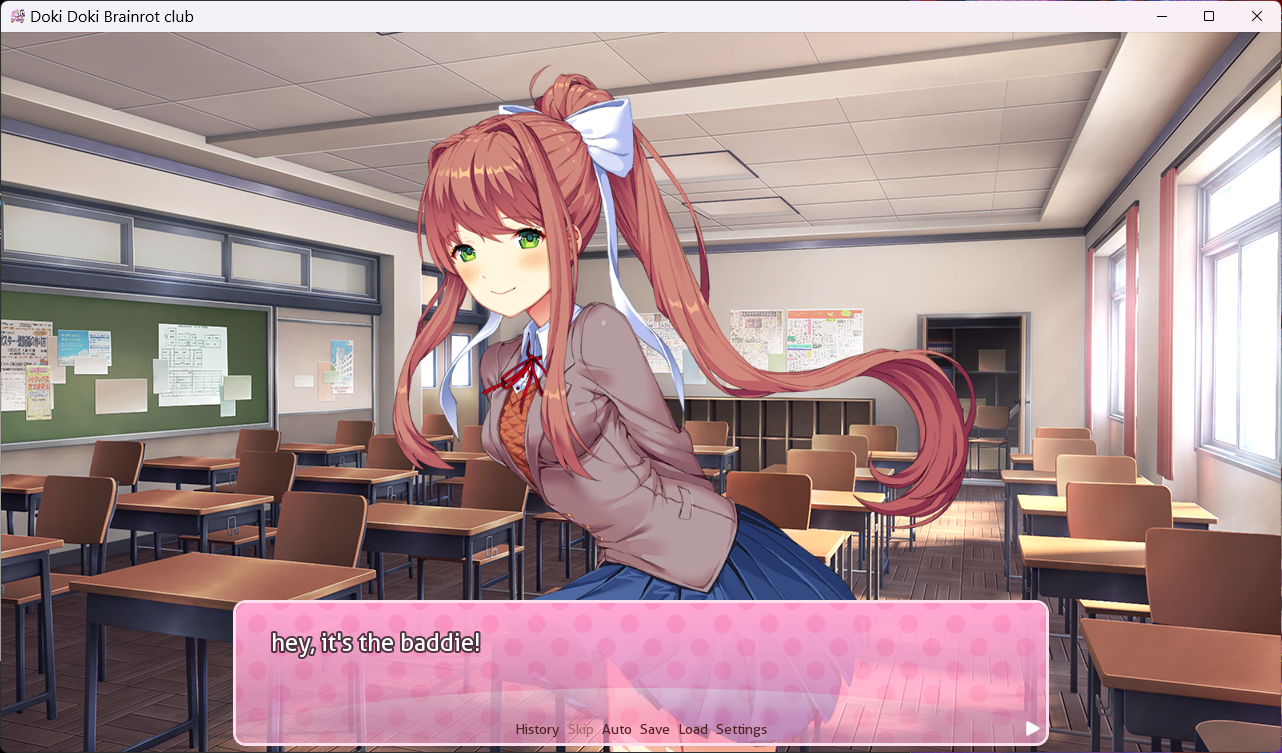 Doki Doki Brainrot club
hey, it's the baddie!
History Skip Auto Save Load Settings